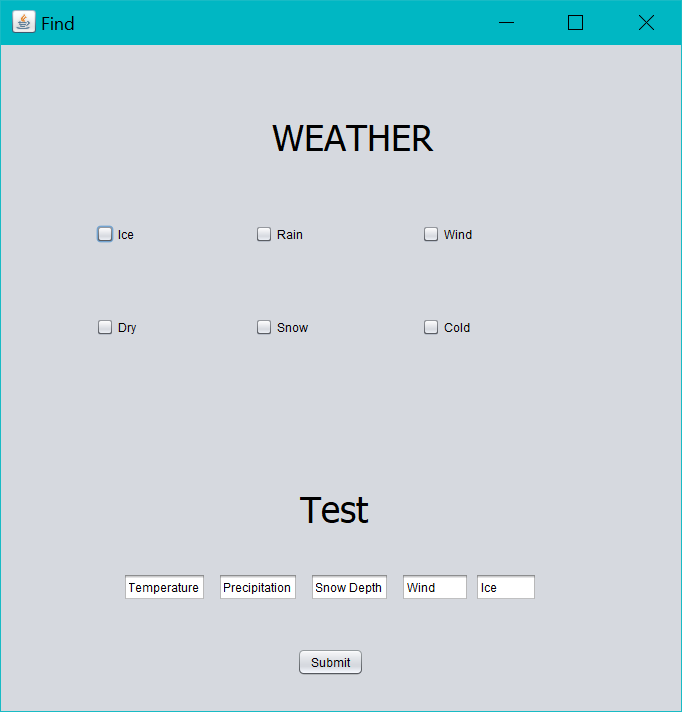 Find
WEATHER
Ice Rain Wind
Dry Snow Cold
Test
Temperature Precipitation Snow Depth Wind Ice
Submit